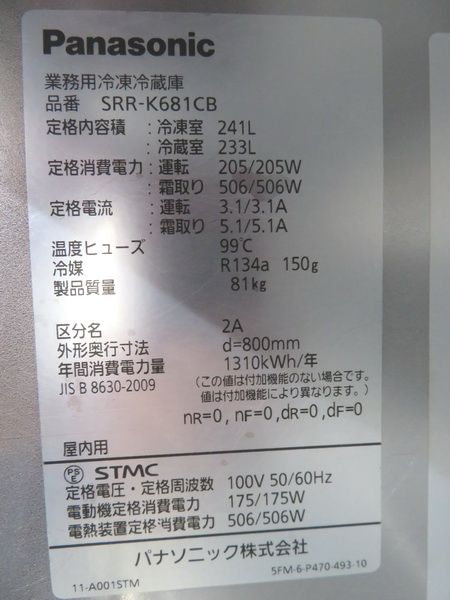 Panasonic
業務用冷凍冷蔵庫
品番 SRR-K681CB
定格内容積 : 冷凍室 241L
: 冷蔵室 233L
定格消費電力 : 運転 205/205W
: 霜取り 506/506W
定格電流 : 運転 3.1/3.1A
: 霜取り 5.1/5.1A
温度ヒューズ 99℃
冷媒 R134a 150g
製品質量 81kg
区分名 2A
外形奥行寸法 d=800mm
年間消費電力量 1310kWh/年
JIS B 8630-2009 (この値は付加機能のない場合です。
値は付加機能により異なります。)
nR=0, nF=0,dR=0,dF=0
屋内用
PSE STMC
定格電圧・定格周波数 100V 50/60Hz
電動機定格消費電力 175/175W
電熱装置定格消費電力 506/506W
パナソニック株式会社
11-A001STM 5FM-6-P470-493-10